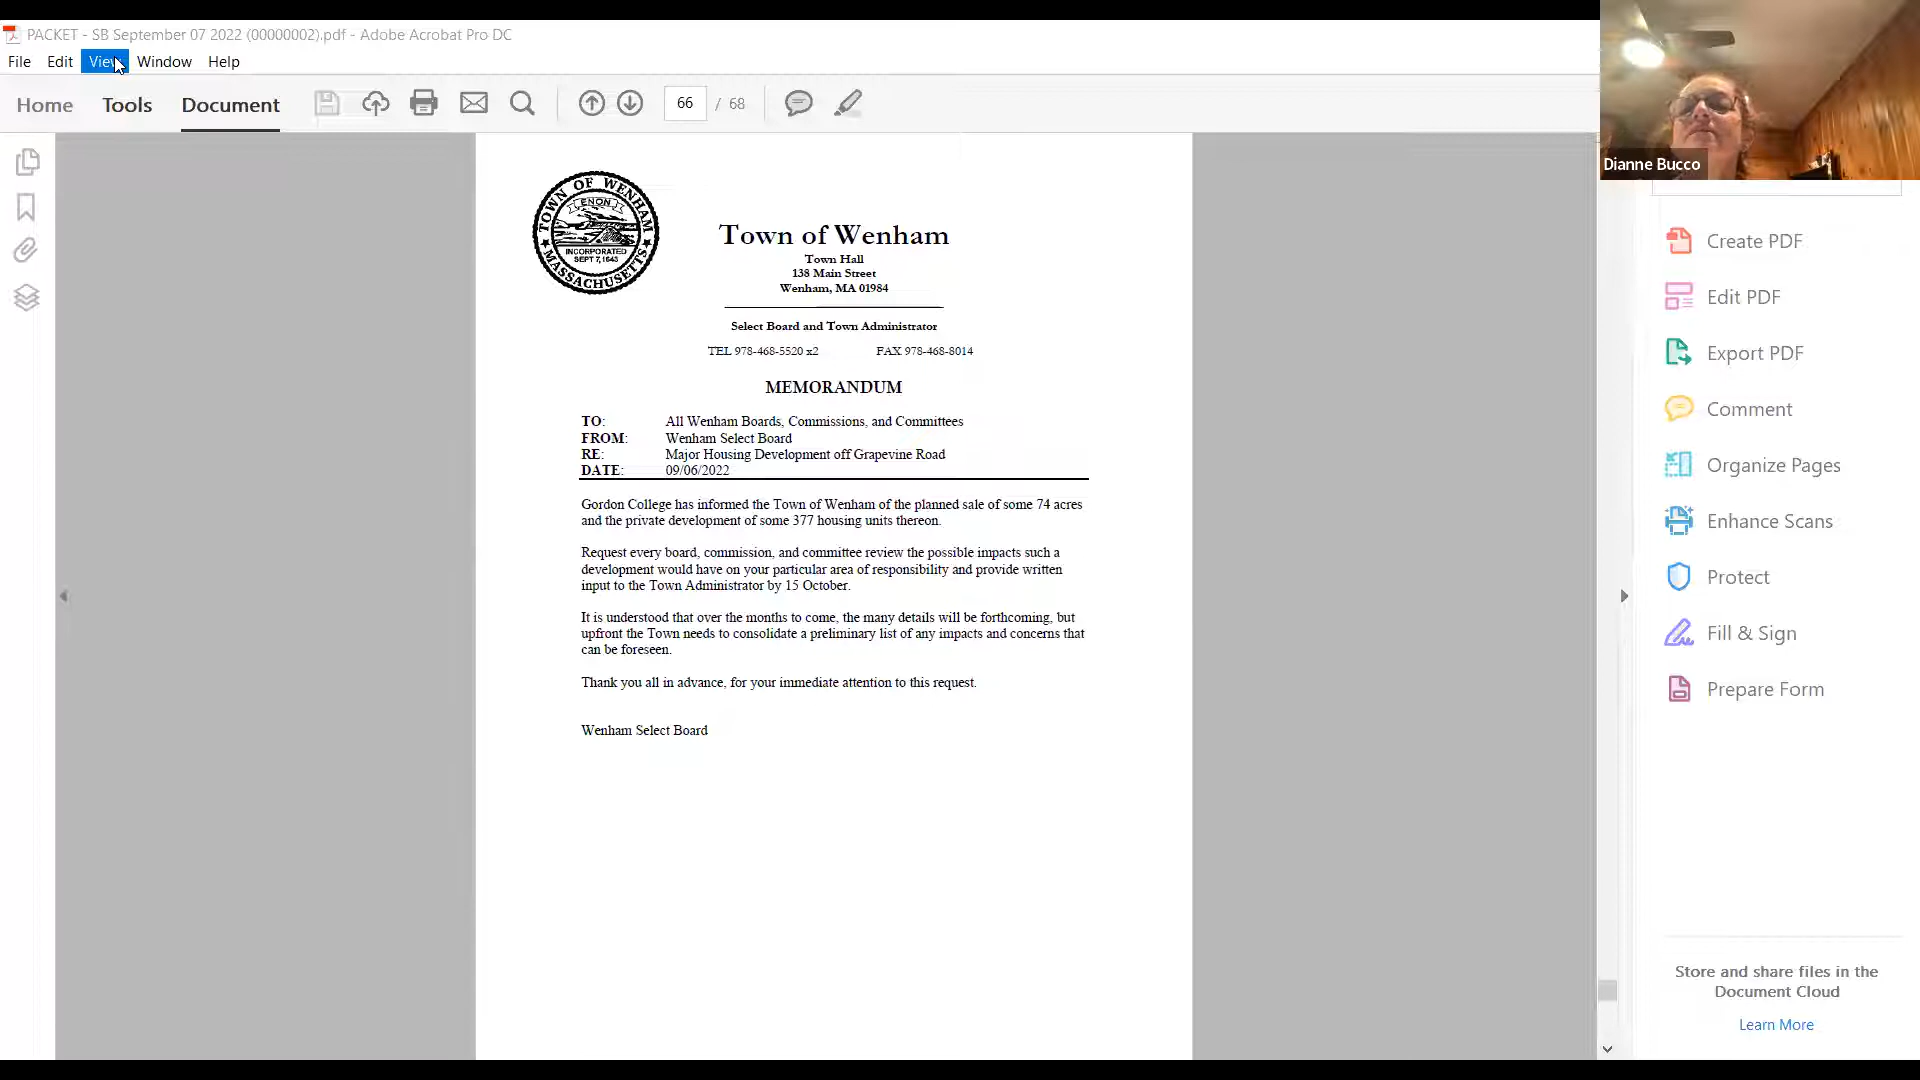 PACKET - SB September 07 2022 (00000002).pdf - Adobe Acrobat Pro DC
File Edit View Window Help
Home Tools Document 66 / 68
Dianne Bucco
TOWN OF WENHAM
ENON
INCORPORATED
SEPT 7, 1643
MASSACHUSETTS
Town of Wenham
Town Hall
138 Main Street
Wenham, MA 01984
Select Board and Town Administrator
TEL 978-468-5520 x2 FAX 978-468-8014
MEMORANDUM
TO: All Wenham Boards, Commissions, and Committees
FROM: Wenham Select Board
RE: Major Housing Development off Grapevine Road
DATE: 09/06/2022
Gordon College has informed the Town of Wenham of the planned sale of some 74 acres
and the private development of some 377 housing units thereon.
Request every board, commission, and committee review the possible impacts such a
development would have on your particular area of responsibility and provide written
input to the Town Administrator by 15 October.
It is understood that over the months to come, the many details will be forthcoming, but
upfront the Town needs to consolidate a preliminary list of any impacts and concerns that
can be foreseen.
Thank you all in advance, for your immediate attention to this request.
Wenham Select Board
Create PDF
Edit PDF
Export PDF
Comment
Organize Pages
Enhance Scans
Protect
Fill & Sign
Prepare Form
Store and share files in the
Document Cloud
Learn More